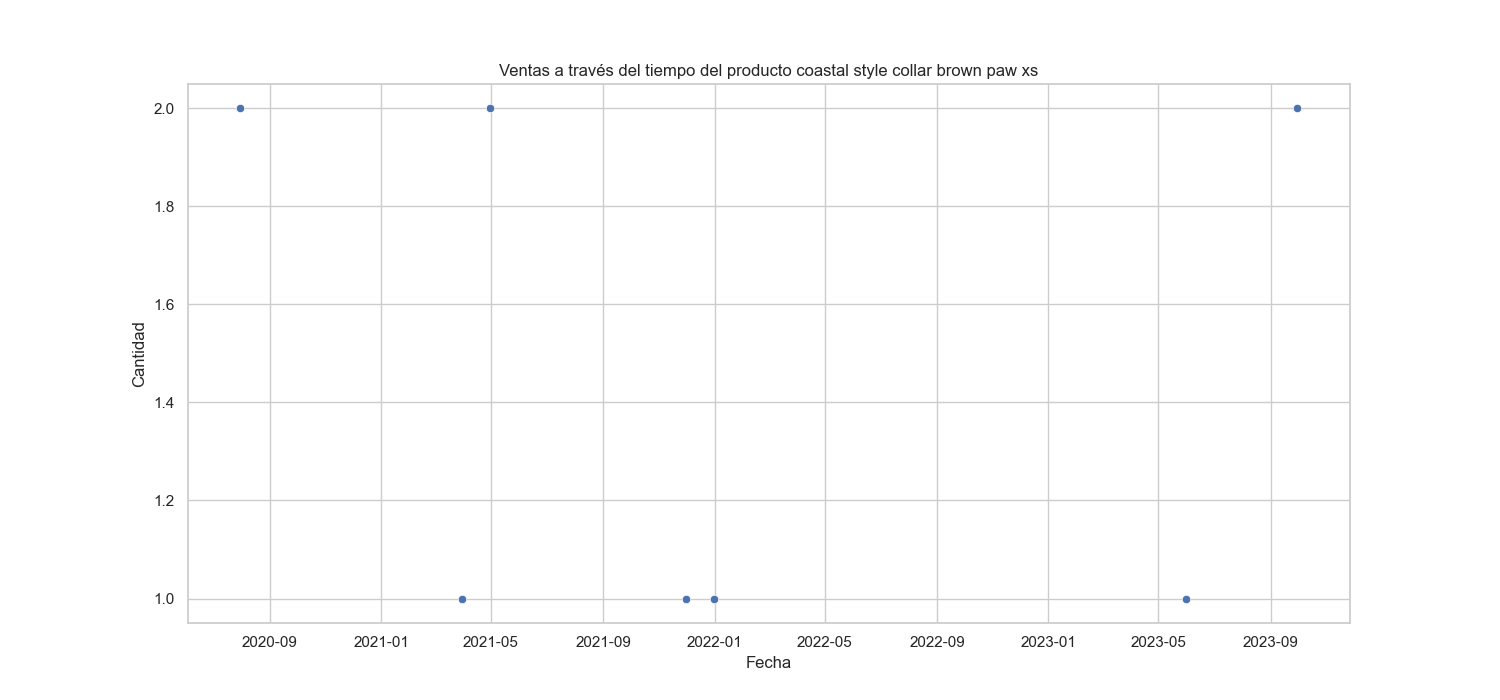 Ventas a través del tiempo del producto coastal style collar brown paw xs
2.0
1.8
1.6
1.4
1.2
1.0
Cantidad
2020-09 2021-01 2021-05 2021-09 2022-01 2022-05 2022-09 2023-01 2023-05 2023-09
Fecha